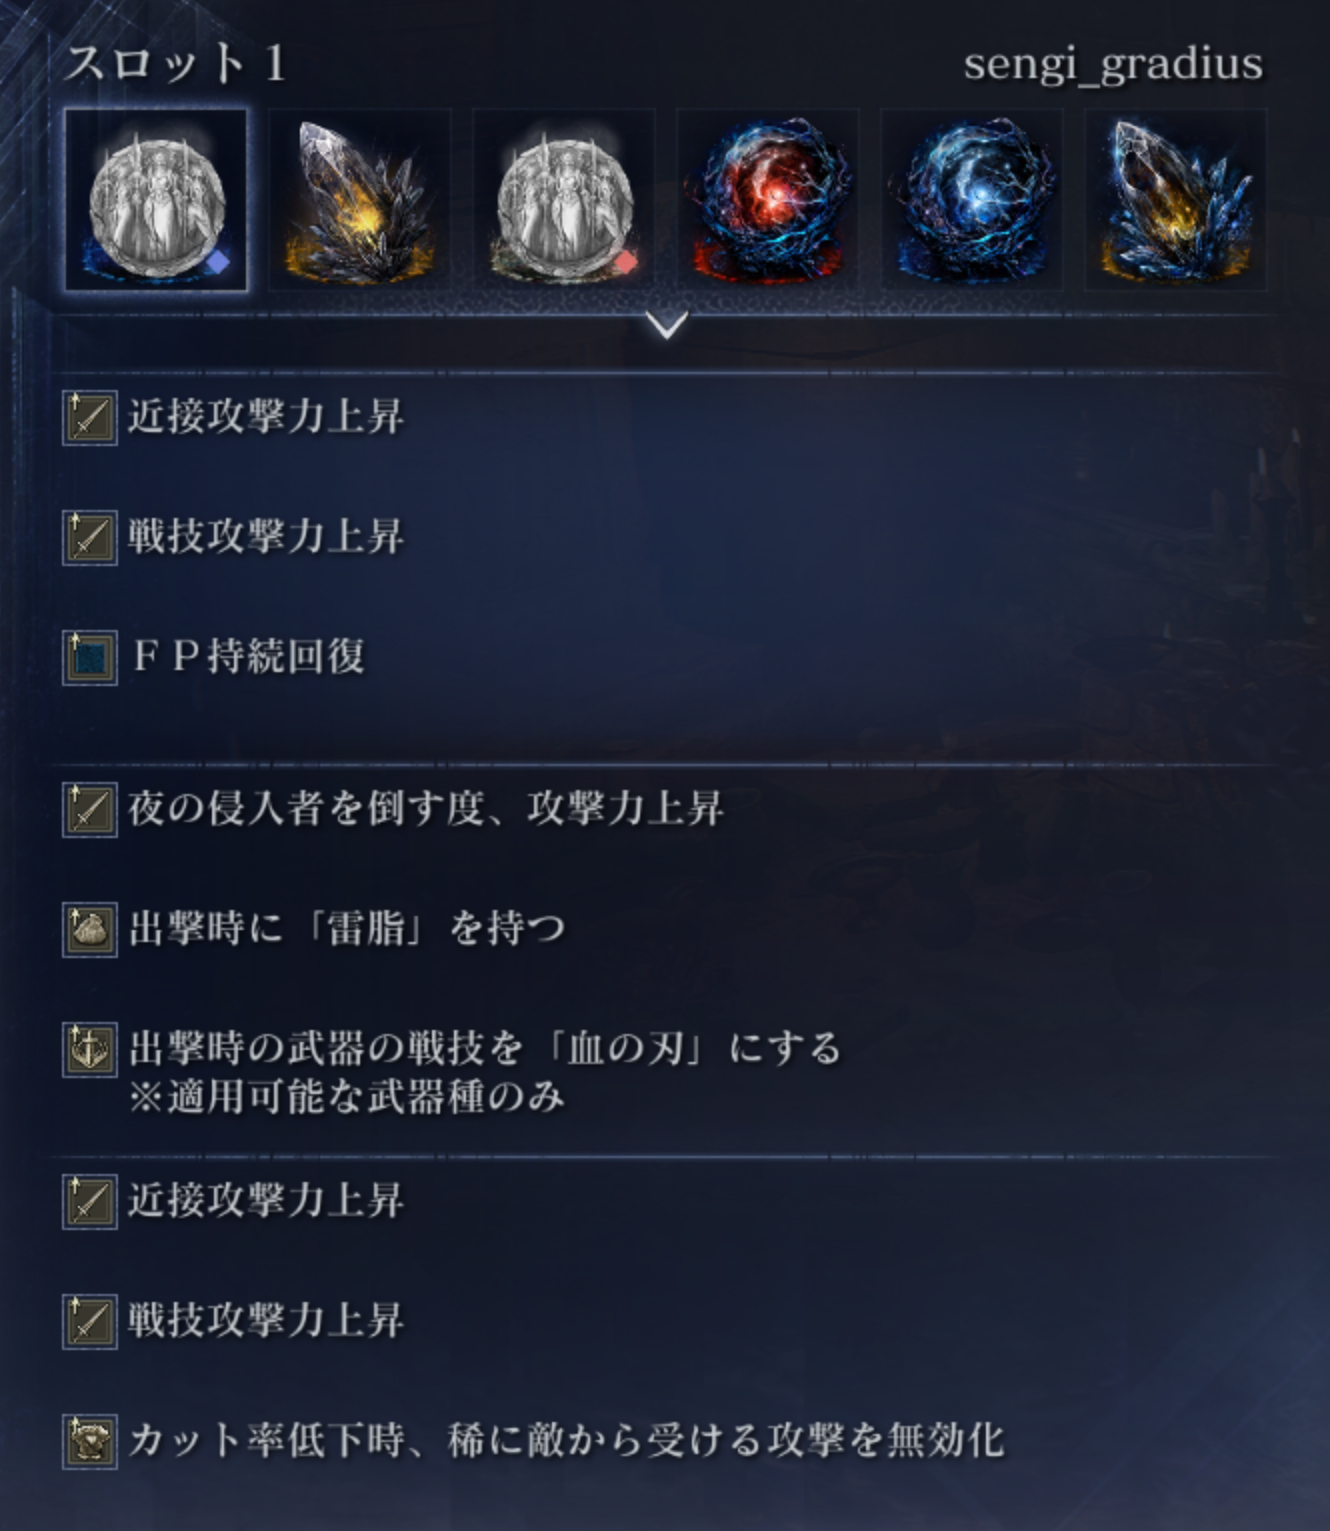 スロット 1
sengi_gradius
近接攻撃力上昇
戦技攻撃力上昇
ＦＰ持続回復
夜の侵入者を倒す度、攻撃力上昇
出撃時に「雷脂」を持つ
出撃時の武器の戦技を「血の刃」にする
※適用可能な武器種のみ
近接攻撃力上昇
戦技攻撃力上昇
カット率低下時、稀に敵から受ける攻撃を無効化